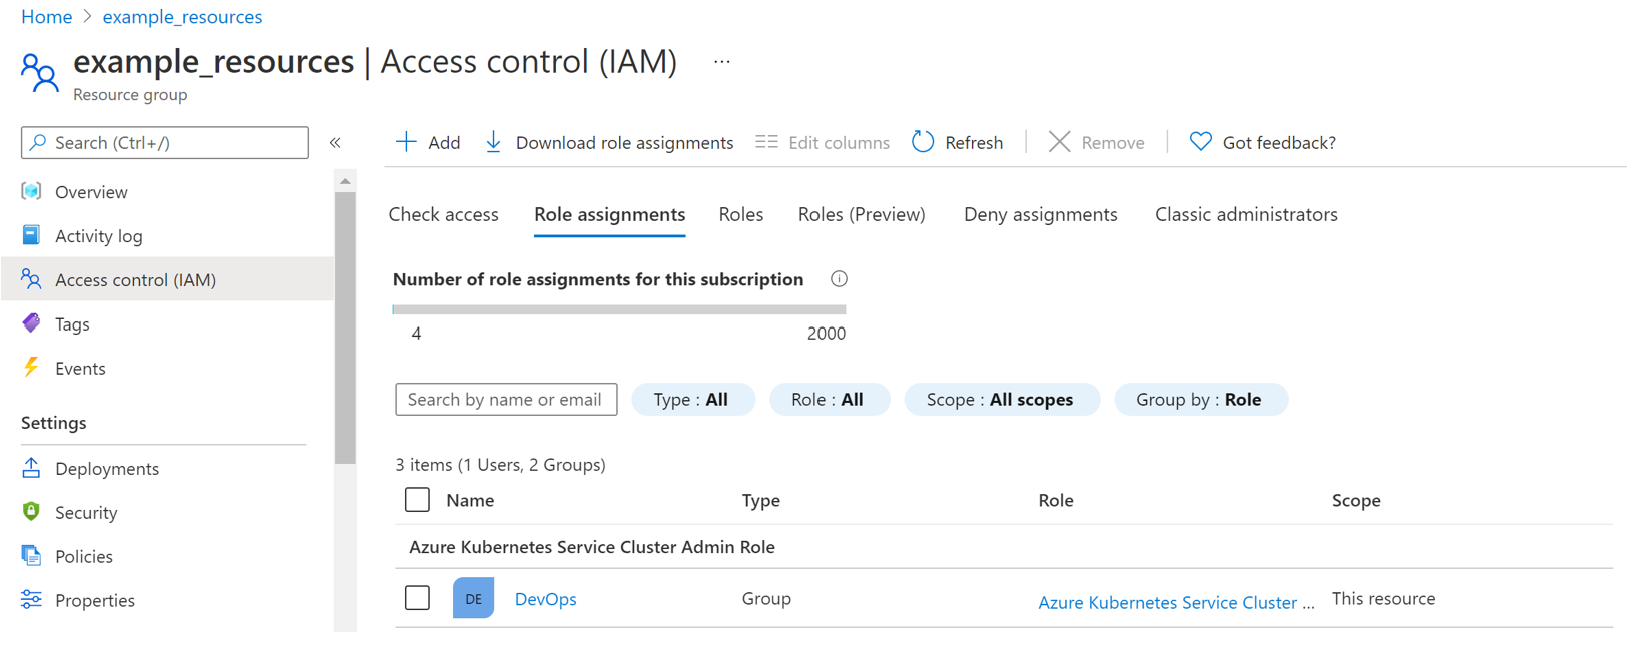 Home > example_resources
example_resources | Access control (IAM) ...
Resource group
Search (Ctrl+/)
«
Overview
Activity log
Access control (IAM)
Tags
Events
Settings
Deployments
Security
Policies
Properties
Add
Download role assignments
Edit columns
Refresh
Remove
Got feedback?
Check access
Role assignments
Roles
Roles (Preview)
Deny assignments
Classic administrators
Number of role assignments for this subscription
4 2000
Search by name or email
Type : All
Role : All
Scope : All scopes
Group by : Role
3 items (1 Users, 2 Groups)
Name Type Role Scope
Azure Kubernetes Service Cluster Admin Role
DE DevOps Group Azure Kubernetes Service Cluster ... This resource